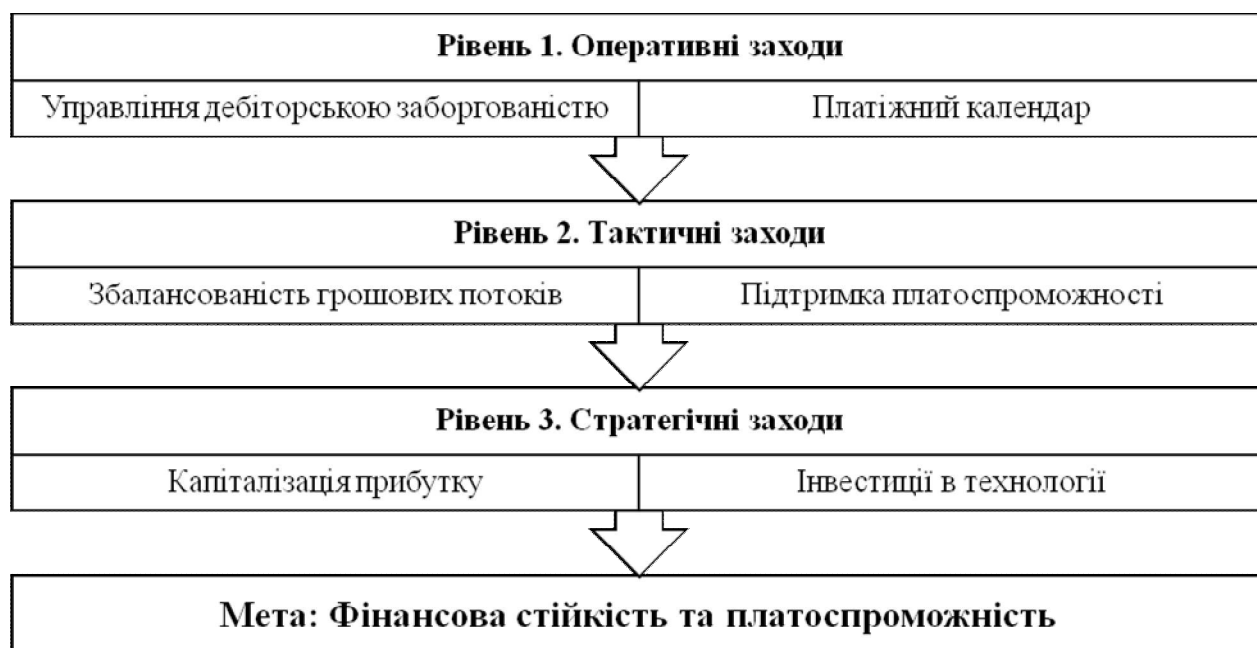 Рівень 1. Оперативні заходи
Управління дебіторською заборгованістю
Платіжний календар
Рівень 2. Тактичні заходи
Збалансованість грошових потоків
Підтримка платоспроможності
Рівень 3. Стратегічні заходи
Капіталізація прибутку
Інвестиції в технології
Мета: Фінансова стійкість та платоспроможність